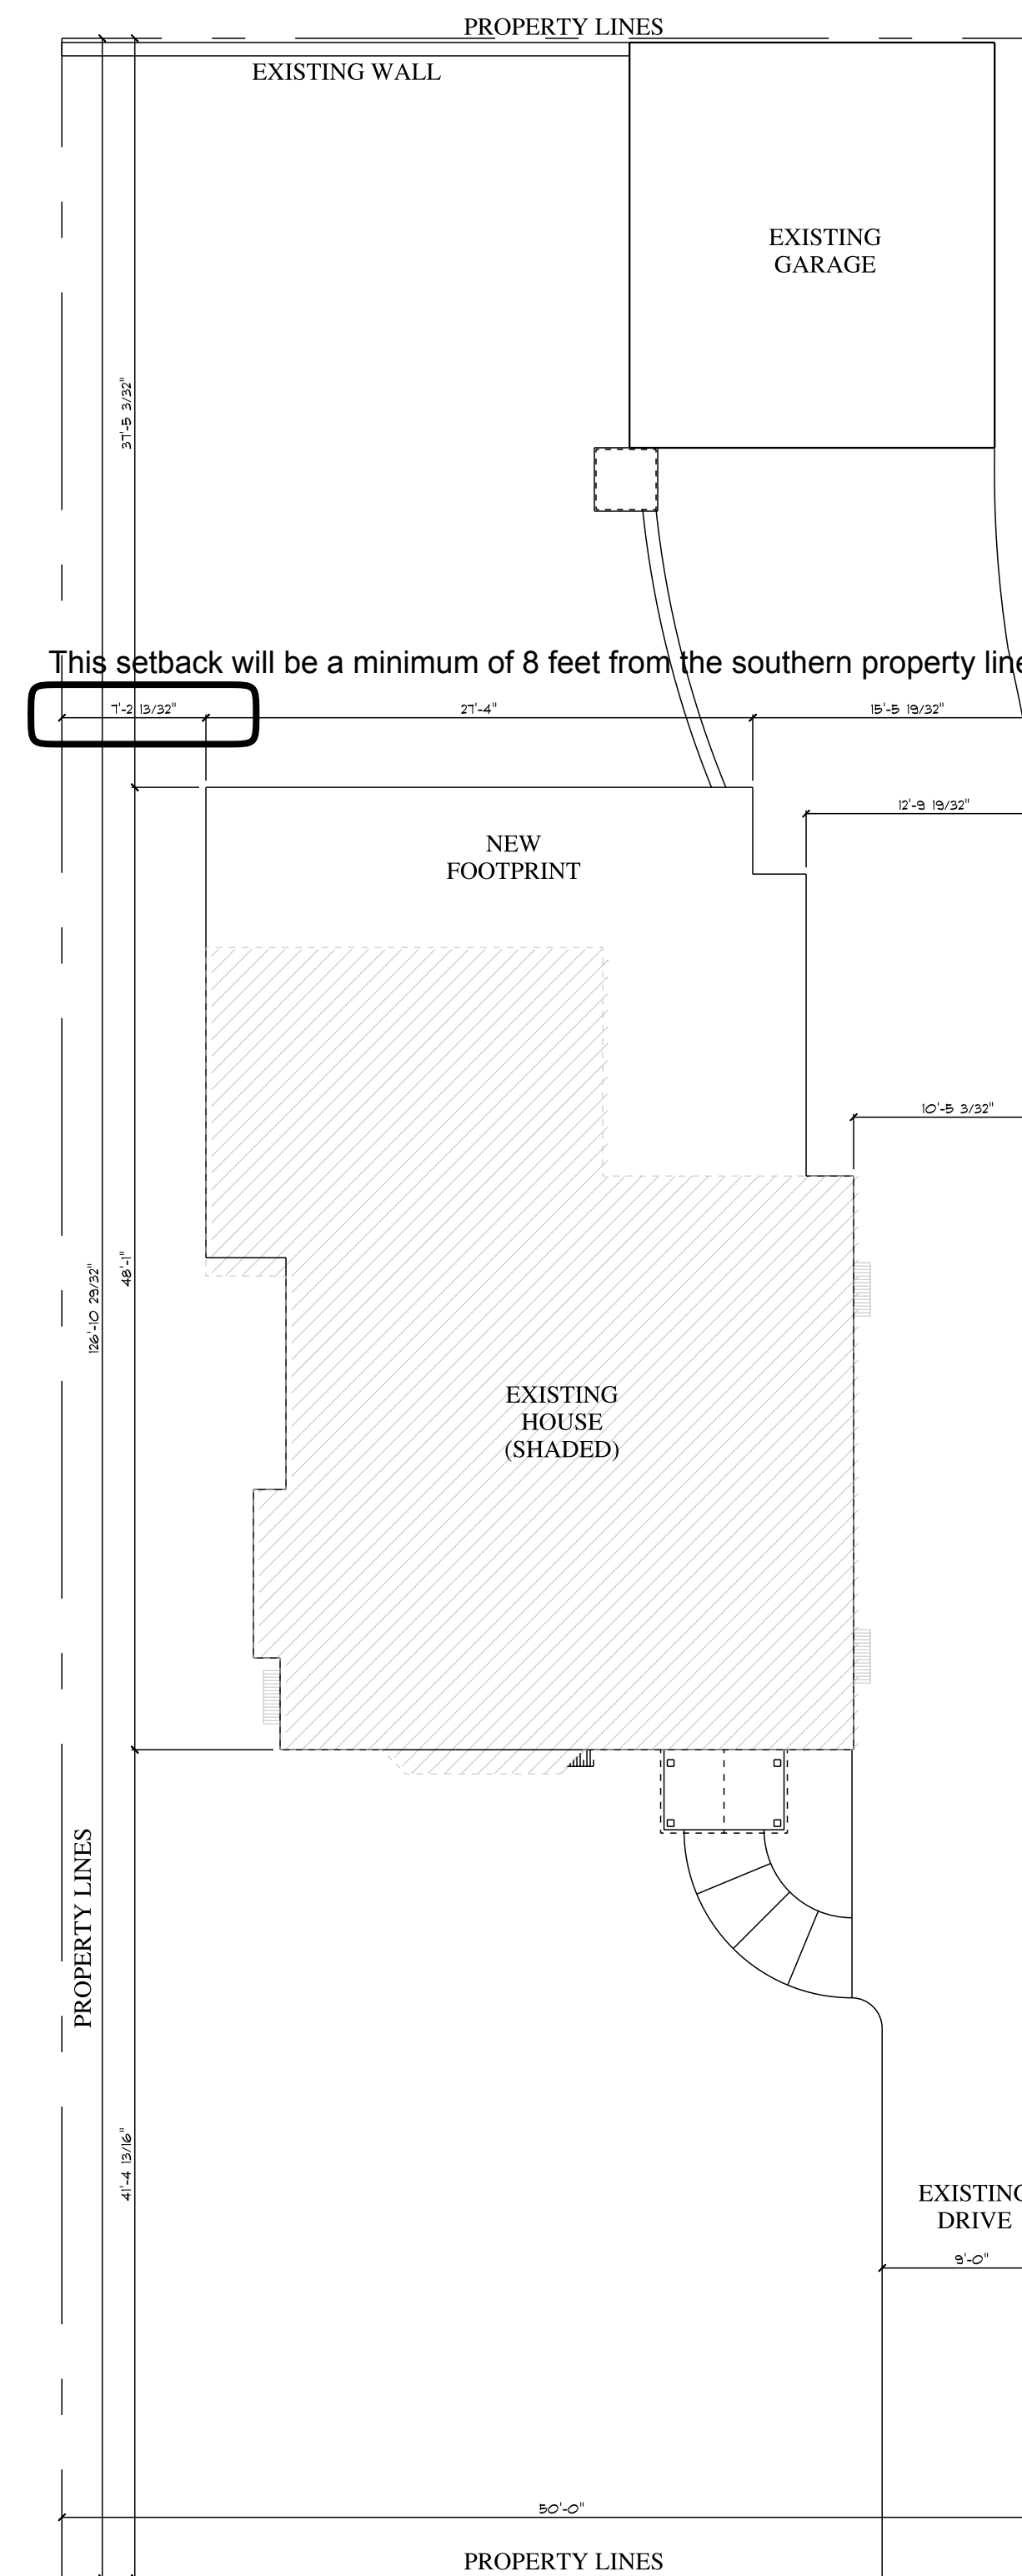 PROPERTY LINES
EXISTING WALL
EXISTING
GARAGE
37'-5 3/32"
This setback will be a minimum of 8 feet from the southern property line
7'-2 13/32"
27'-4"
15'-5 19/32"
12'-9 19/32"
NEW
FOOTPRINT
10'-5 3/32"
126'-10 29/32"
48'-1"
EXISTING
HOUSE
(SHADED)
PROPERTY LINES
41'-4 13/16"
EXISTING
DRIVE
9'-0"
50'-0"
PROPERTY LINES